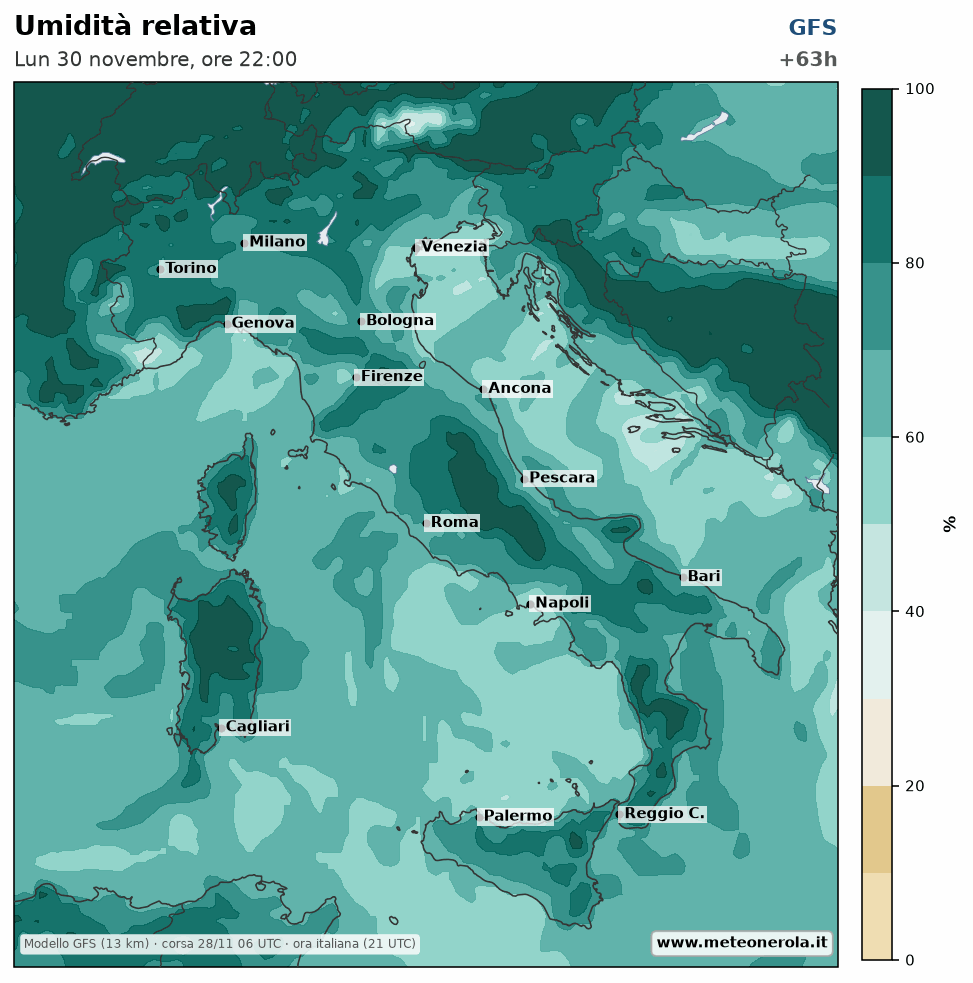 Umidità relativa
GFS
Lun 30 novembre, ore 22:00
+63h
100
80
60
40
20
0
%
Milano
Venezia
Torino
Genova
Bologna
Firenze
Ancona
Pescara
Roma
Bari
Napoli
Cagliari
Palermo
Reggio C.
Modello GFS (13 km) · corsa 28/11 06 UTC · ora italiana (21 UTC)
www.meteonerola.it